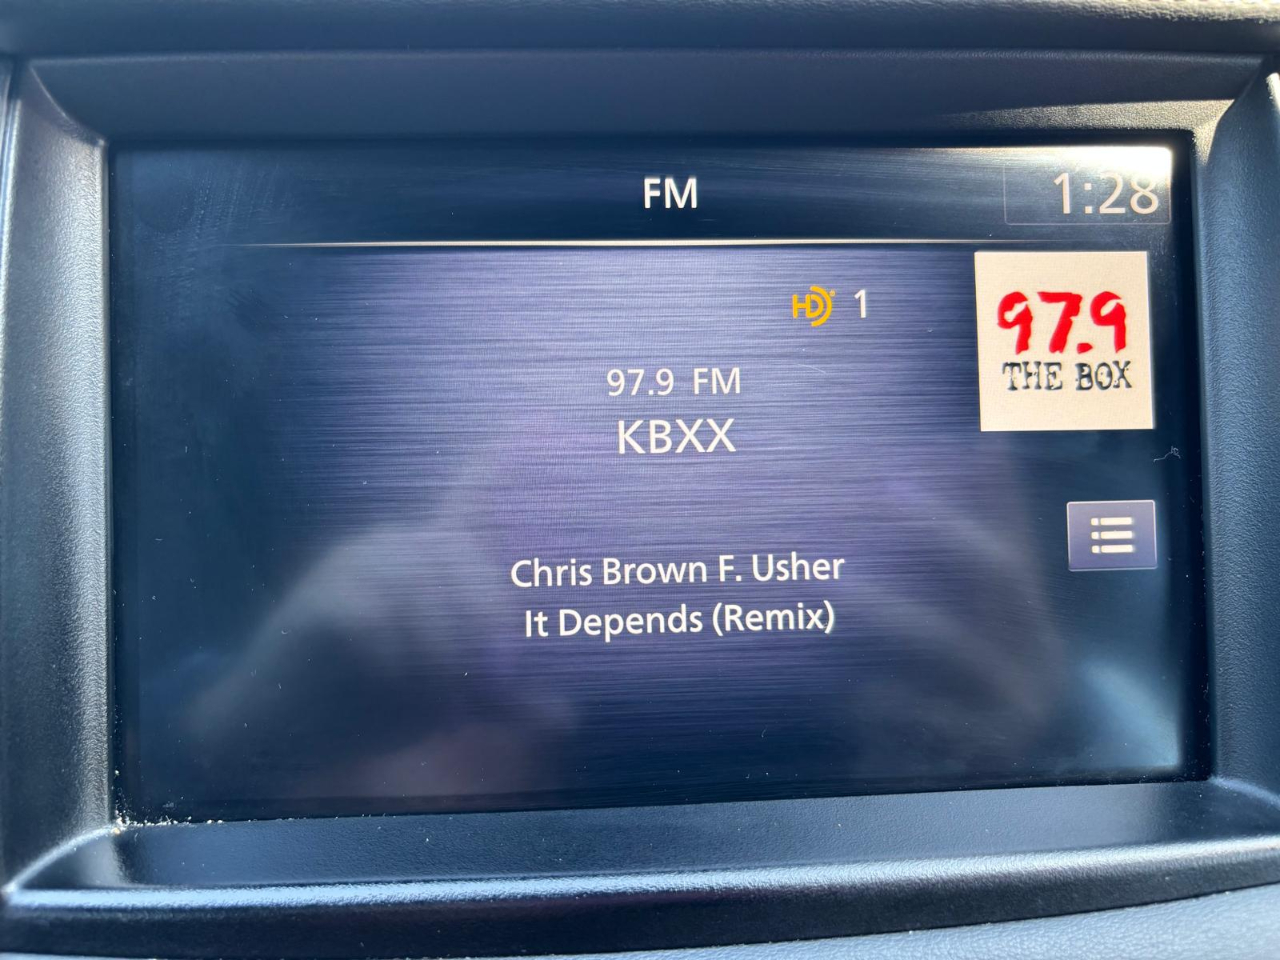 FM
1:28
HD 1
97.9
THE BOX
97.9 FM
KBXX
Chris Brown F. Usher
It Depends (Remix)